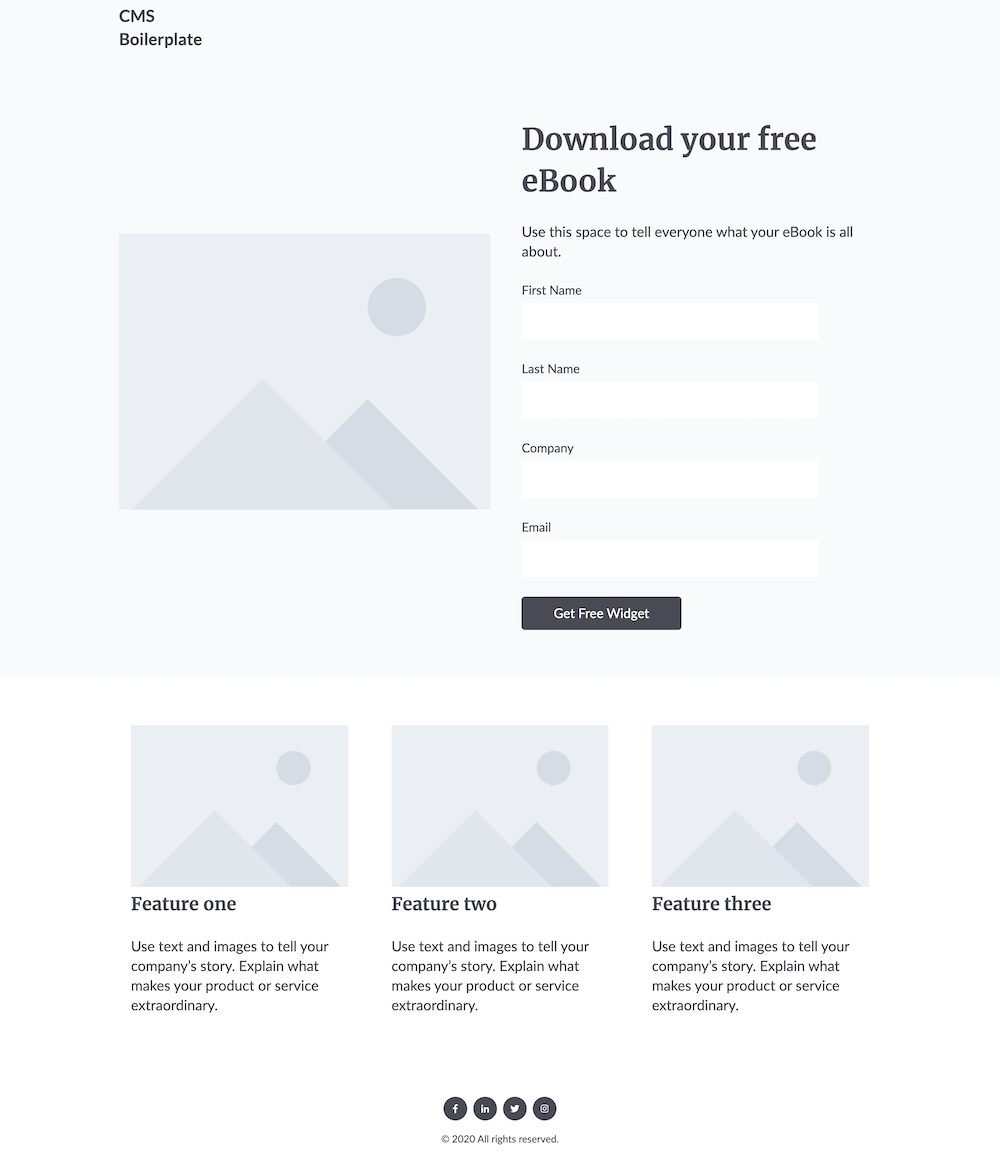 CMS
Boilerplate
Download your free
eBook
Use this space to tell everyone what your eBook is all
about.
First Name
Last Name
Company
Email
Get Free Widget
Feature one
Use text and images to tell your
company's story. Explain what
makes your product or service
extraordinary.
Feature two
Use text and images to tell your
company's story. Explain what
makes your product or service
extraordinary.
Feature three
Use text and images to tell your
company's story. Explain what
makes your product or service
extraordinary.
© 2020 All rights reserved.